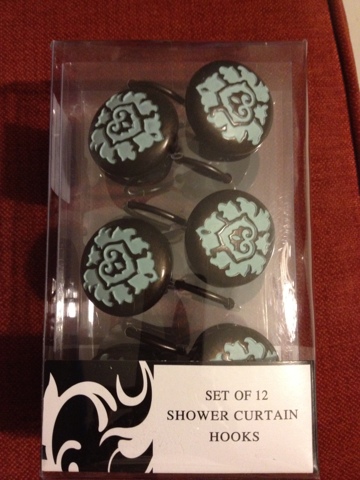 SET OF 12
SHOWER CURTAIN
HOOKS